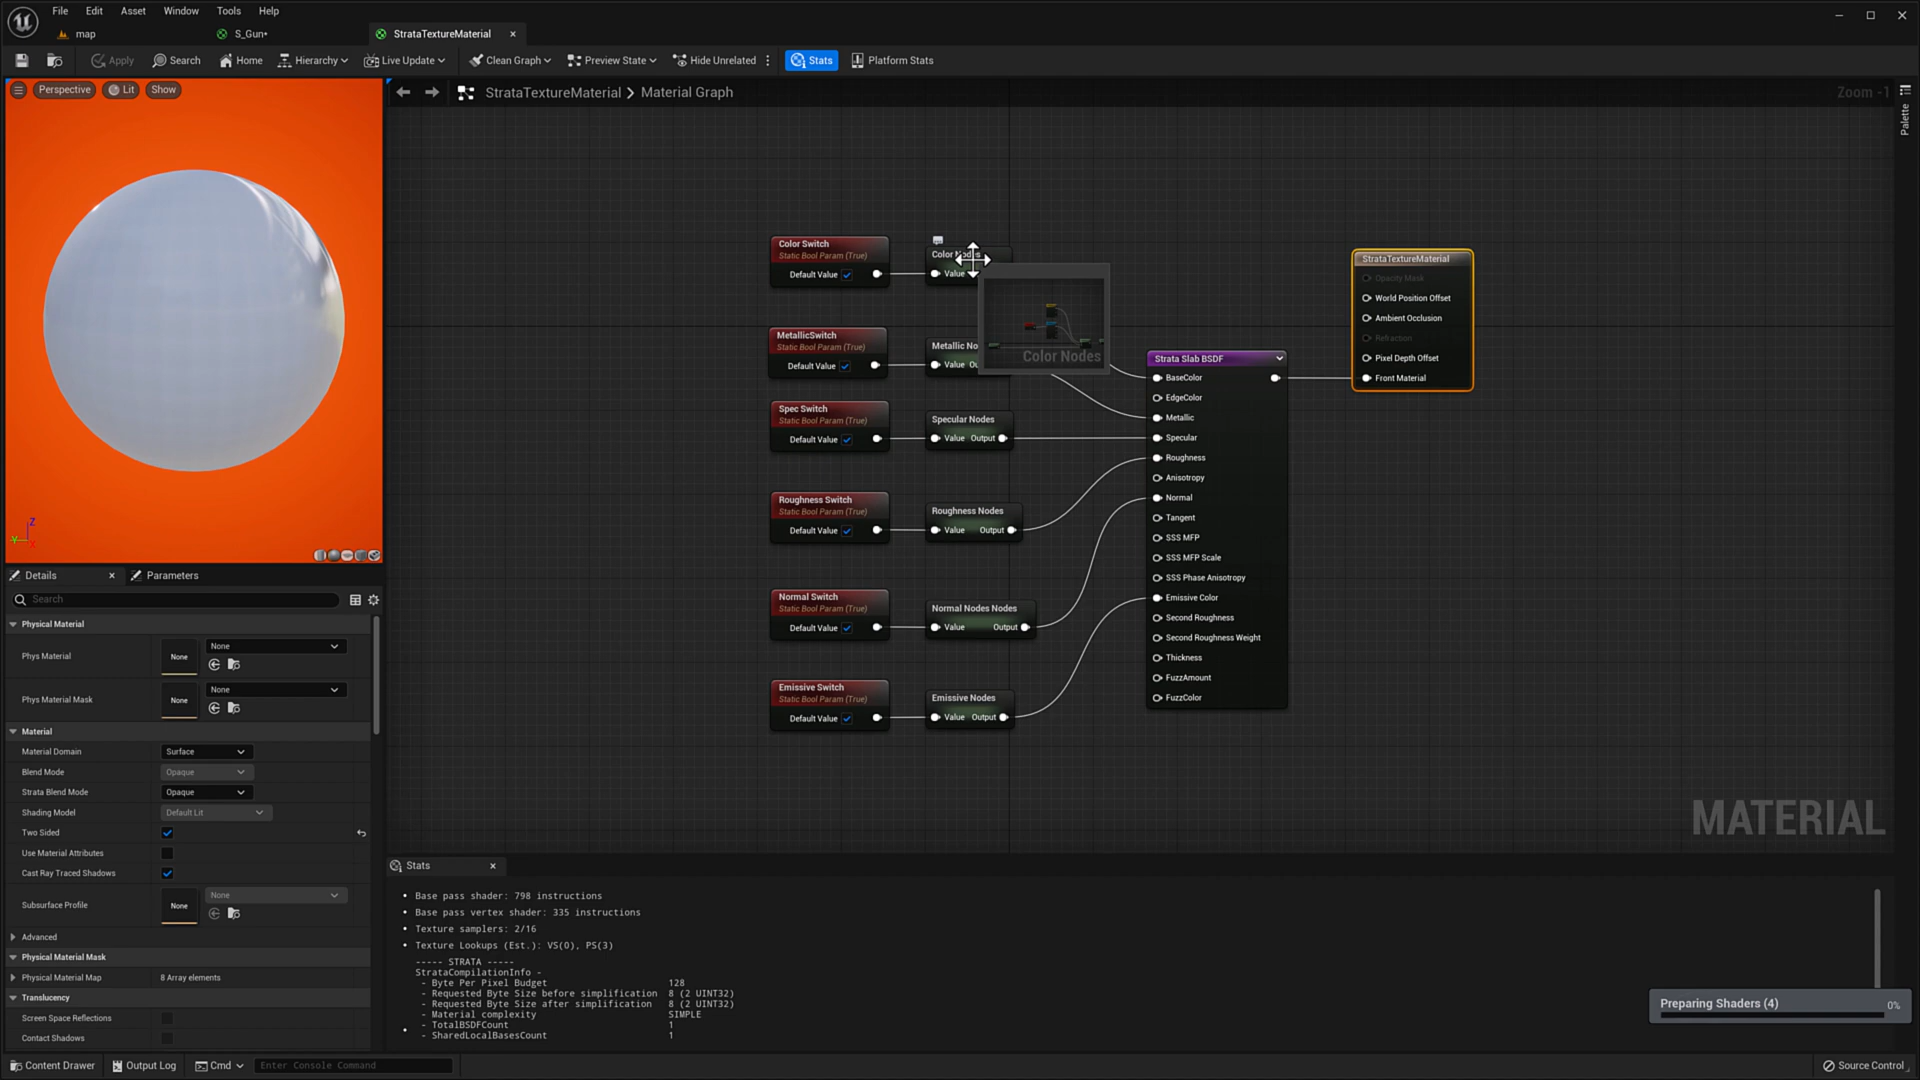 File Edit Asset Window Tools Help
map S_Gun• StrataTextureMaterial
Apply Search Home Hierarchy Live Update Clean Graph Preview State Hide Unrelated Stats Platform Stats
Perspective Lit Show
StrataTextureMaterial > Material Graph
Zoom -1
Palette
Color Switch
Static Bool Param (True)
Default Value
Value
Color Nodes
MetallicSwitch
Static Bool Param (True)
Default Value
Metallic No
Value
Spec Switch
Static Bool Param (True)
Default Value
Specular Nodes
Value Output
Roughness Switch
Static Bool Param (True)
Default Value
Roughness Nodes
Value Output
Normal Switch
Static Bool Param (True)
Default Value
Normal Nodes Nodes
Value Output
Emissive Switch
Static Bool Param (True)
Default Value
Emissive Nodes
Value Output
Strata Slab BSDF
BaseColor
EdgeColor
Metallic
Specular
Roughness
Anisotropy
Normal
Tangent
SSS MFP
SSS MFP Scale
SSS Phase Anisotropy
Emissive Color
Second Roughness
Second Roughness Weight
Thickness
FuzzAmount
FuzzColor
StrataTextureMaterial
Opacity Mask
World Position Offset
Ambient Occlusion
Refraction
Pixel Depth Offset
Front Material
MATERIAL
Z
Y
X
Details Parameters
Search
Physical Material
Phys Material None None
Phys Material Mask None None
Material
Material Domain Surface
Blend Mode Opaque
Strata Blend Mode Opaque
Shading Model Default Lit
Two Sided
Use Material Attributes
Cast Ray Traced Shadows
Subsurface Profile None None
Advanced
Physical Material Mask
Physical Material Map 8 Array elements
Translucency
Screen Space Reflections
Contact Shadows
Stats
• Base pass shader: 798 instructions
• Base pass vertex shader: 335 instructions
• Texture samplers: 2/16
• Texture Lookups (Est.): VS(0), PS(3)
----- STRATA -----
StrataCompilationInfo -
- Byte Per Pixel Budget 128
- Requested Byte Size before simplification 8 (2 UINT32)
- Requested Byte Size after simplification 8 (2 UINT32)
- Material complexity SIMPLE
- TotalBSDFCount 1
- SharedLocalBasesCount 1
Preparing Shaders (4) 0%
Content Drawer Output Log Cmd Enter Console Command Source Control